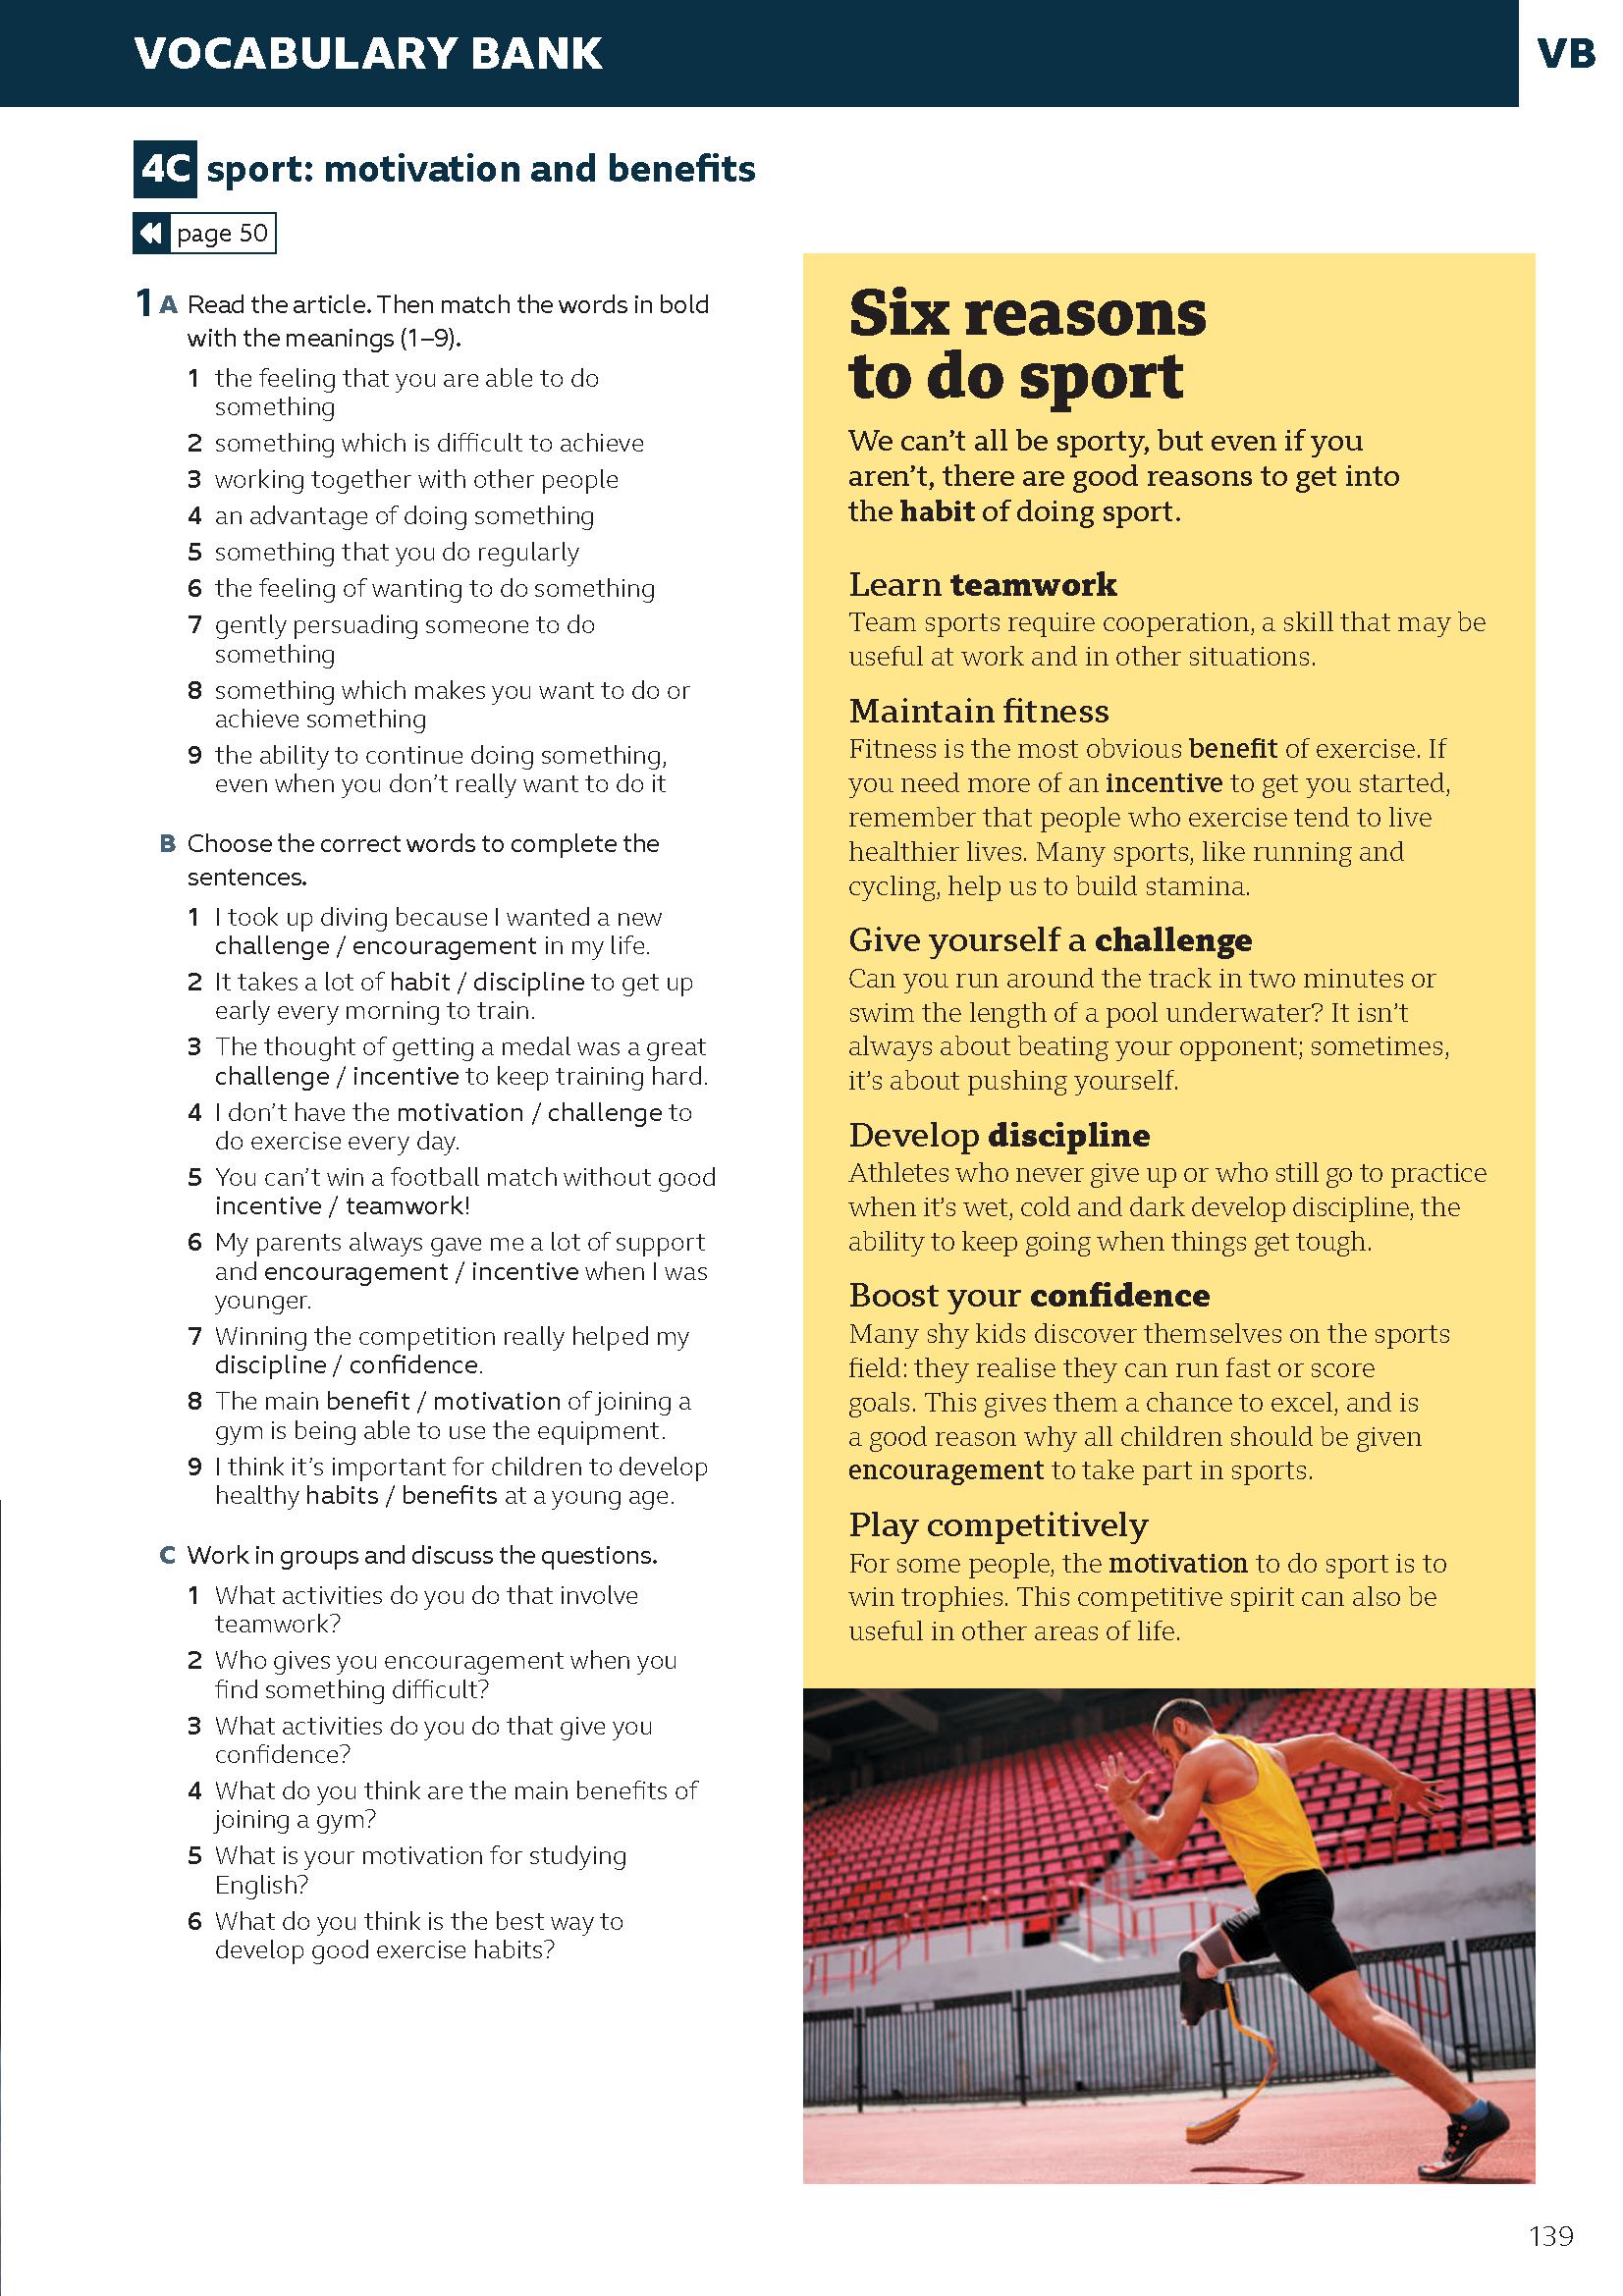 VOCABULARY BANK
VB
4C sport: motivation and benefits
page 50
1 A Read the article. Then match the words in bold
with the meanings (1–9).
1 the feeling that you are able to do
something
2 something which is difficult to achieve
3 working together with other people
4 an advantage of doing something
5 something that you do regularly
6 the feeling of wanting to do something
7 gently persuading someone to do
something
8 something which makes you want to do or
achieve something
9 the ability to continue doing something,
even when you don't really want to do it
B Choose the correct words to complete the
sentences.
1 I took up diving because I wanted a new
challenge / encouragement in my life.
2 It takes a lot of habit / discipline to get up
early every morning to train.
3 The thought of getting a medal was a great
challenge / incentive to keep training hard.
4 I don't have the motivation / challenge to
do exercise every day.
5 You can't win a football match without good
incentive / teamwork!
6 My parents always gave me a lot of support
and encouragement / incentive when I was
younger.
7 Winning the competition really helped my
discipline / confidence.
8 The main benefit / motivation of joining a
gym is being able to use the equipment.
9 I think it's important for children to develop
healthy habits / benefits at a young age.
C Work in groups and discuss the questions.
1 What activities do you do that involve
teamwork?
2 Who gives you encouragement when you
find something difficult?
3 What activities do you do that give you
confidence?
4 What do you think are the main benefits of
joining a gym?
5 What is your motivation for studying
English?
6 What do you think is the best way to
develop good exercise habits?
Six reasons
to do sport
We can't all be sporty, but even if you
aren't, there are good reasons to get into
the habit of doing sport.
Learn teamwork
Team sports require cooperation, a skill that may be
useful at work and in other situations.
Maintain fitness
Fitness is the most obvious benefit of exercise. If
you need more of an incentive to get you started,
remember that people who exercise tend to live
healthier lives. Many sports, like running and
cycling, help us to build stamina.
Give yourself a challenge
Can you run around the track in two minutes or
swim the length of a pool underwater? It isn't
always about beating your opponent; sometimes,
it's about pushing yourself.
Develop discipline
Athletes who never give up or who still go to practice
when it's wet, cold and dark develop discipline, the
ability to keep going when things get tough.
Boost your confidence
Many shy kids discover themselves on the sports
field: they realise they can run fast or score
goals. This gives them a chance to excel, and is
a good reason why all children should be given
encouragement to take part in sports.
Play competitively
For some people, the motivation to do sport is to
win trophies. This competitive spirit can also be
useful in other areas of life.
139